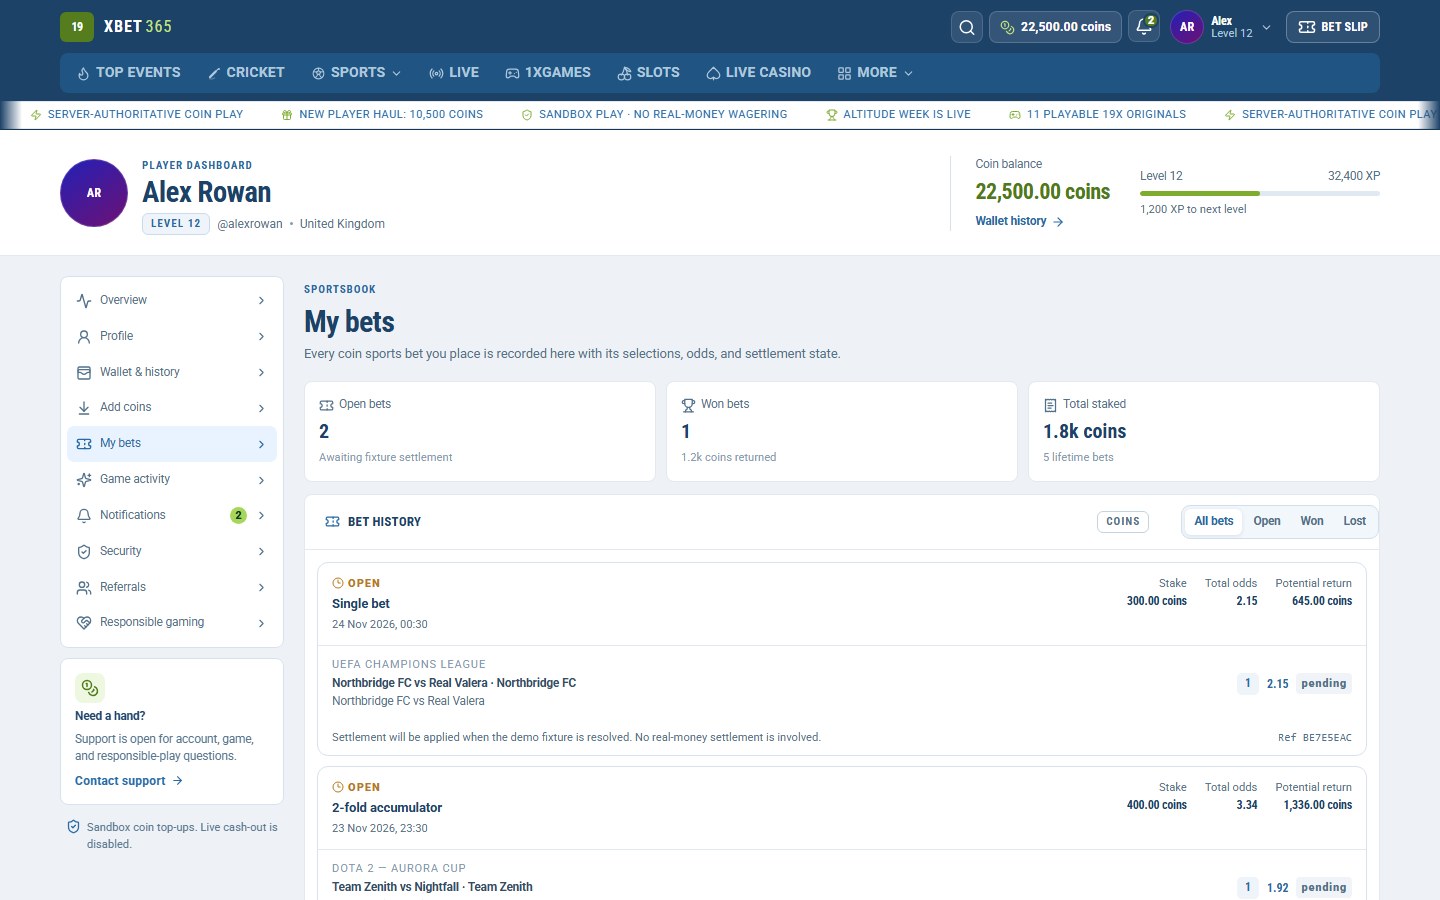 19 XBET 365
22,500.00 coins
2
AR
Alex
Level 12
BET SLIP
TOP EVENTS
CRICKET
SPORTS
LIVE
1XGAMES
SLOTS
LIVE CASINO
MORE
SERVER-AUTHORITATIVE COIN PLAY
NEW PLAYER HAUL: 10,500 COINS
SANDBOX PLAY · NO REAL-MONEY WAGERING
ALTITUDE WEEK IS LIVE
11 PLAYABLE 19X ORIGINALS
SERVER-AUTHORITATIVE COIN PLAY
AR
PLAYER DASHBOARD
Alex Rowan
LEVEL 12 @alexrowan • United Kingdom
Coin balance
22,500.00 coins
Wallet history
Level 12 32,400 XP
1,200 XP to next level
Overview
Profile
Wallet & history
Add coins
My bets
Game activity
Notifications 2
Security
Referrals
Responsible gaming
Need a hand?
Support is open for account, game,
and responsible-play questions.
Contact support
Sandbox coin top-ups. Live cash-out is
disabled.
SPORTSBOOK
My bets
Every coin sports bet you place is recorded here with its selections, odds, and settlement state.
Open bets
2
Awaiting fixture settlement
Won bets
1
1.2k coins returned
Total staked
1.8k coins
5 lifetime bets
BET HISTORY
COINS
All bets Open Won Lost
OPEN
Single bet
24 Nov 2026, 00:30
Stake Total odds Potential return
300.00 coins 2.15 645.00 coins
UEFA CHAMPIONS LEAGUE
Northbridge FC vs Real Valera · Northbridge FC
Northbridge FC vs Real Valera
1 2.15 pending
Settlement will be applied when the demo fixture is resolved. No real-money settlement is involved.
Ref BE7E5EAC
OPEN
2-fold accumulator
23 Nov 2026, 23:30
Stake Total odds Potential return
400.00 coins 3.34 1,336.00 coins
DOTA 2 — AURORA CUP
Team Zenith vs Nightfall · Team Zenith
1 1.92 pending